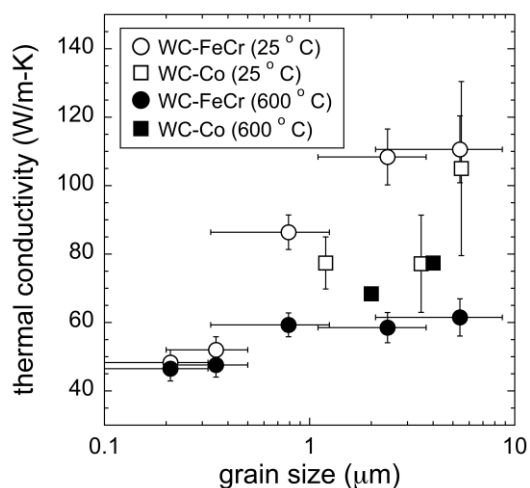 140
120
100
80
60
40
thermal conductivity (W/m-K)
WC-FeCr (25 ° C)
WC-Co (25 ° C)
WC-FeCr (600 ° C)
WC-Co (600 ° C)
0.1 1 10
grain size (μm)